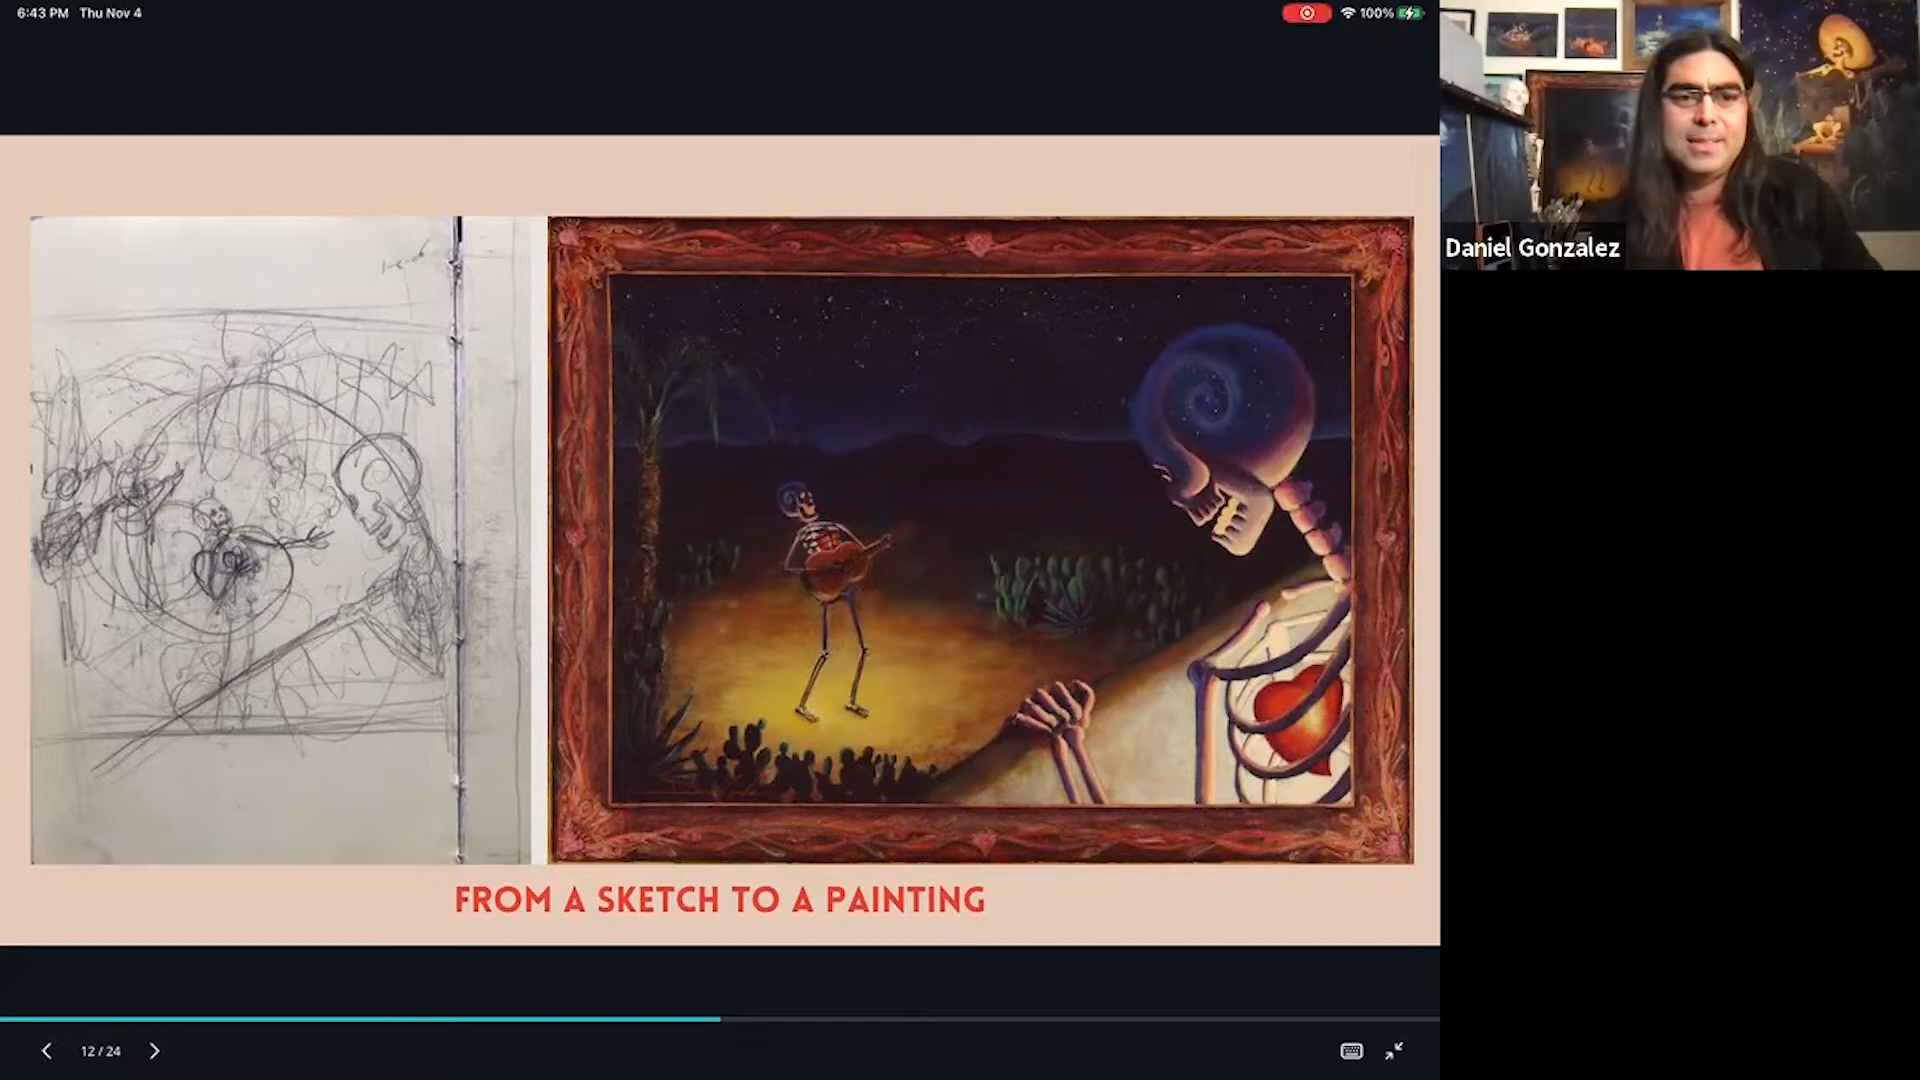 6:43 PM Thu Nov 4
100%
Daniel Gonzalez
FROM A SKETCH TO A PAINTING
12 / 24